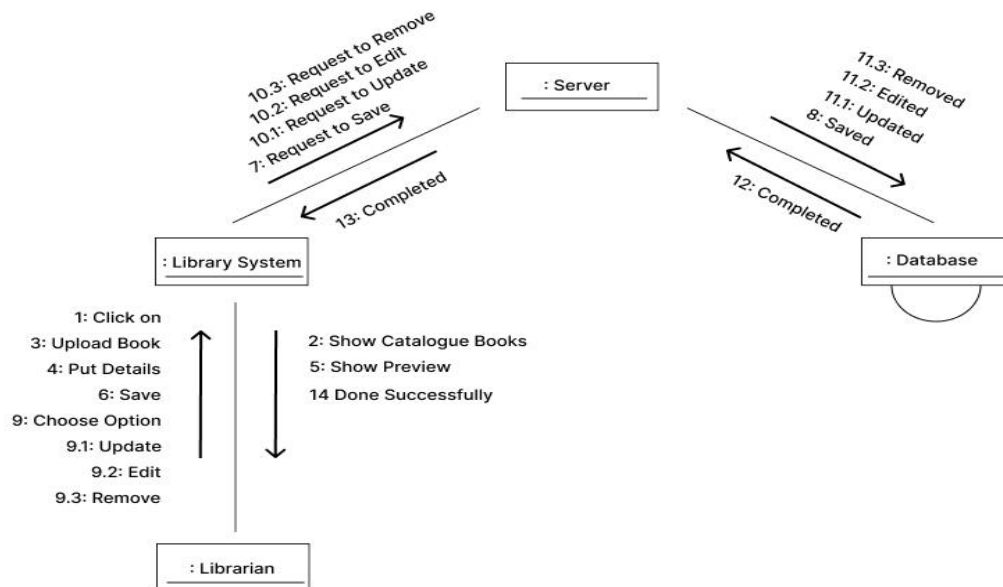 10.3: Request to Remove
10.2: Request to Edit
10.1: Request to Update
7: Request to Save
13: Completed
: Server
11.3: Removed
11.2: Edited
11.1: Updated
8: Saved
12: Completed
: Library System
: Database
1: Click on
3: Upload Book
4: Put Details
6: Save
9: Choose Option
9.1: Update
9.2: Edit
9.3: Remove
2: Show Catalogue Books
5: Show Preview
14 Done Successfully
: Librarian